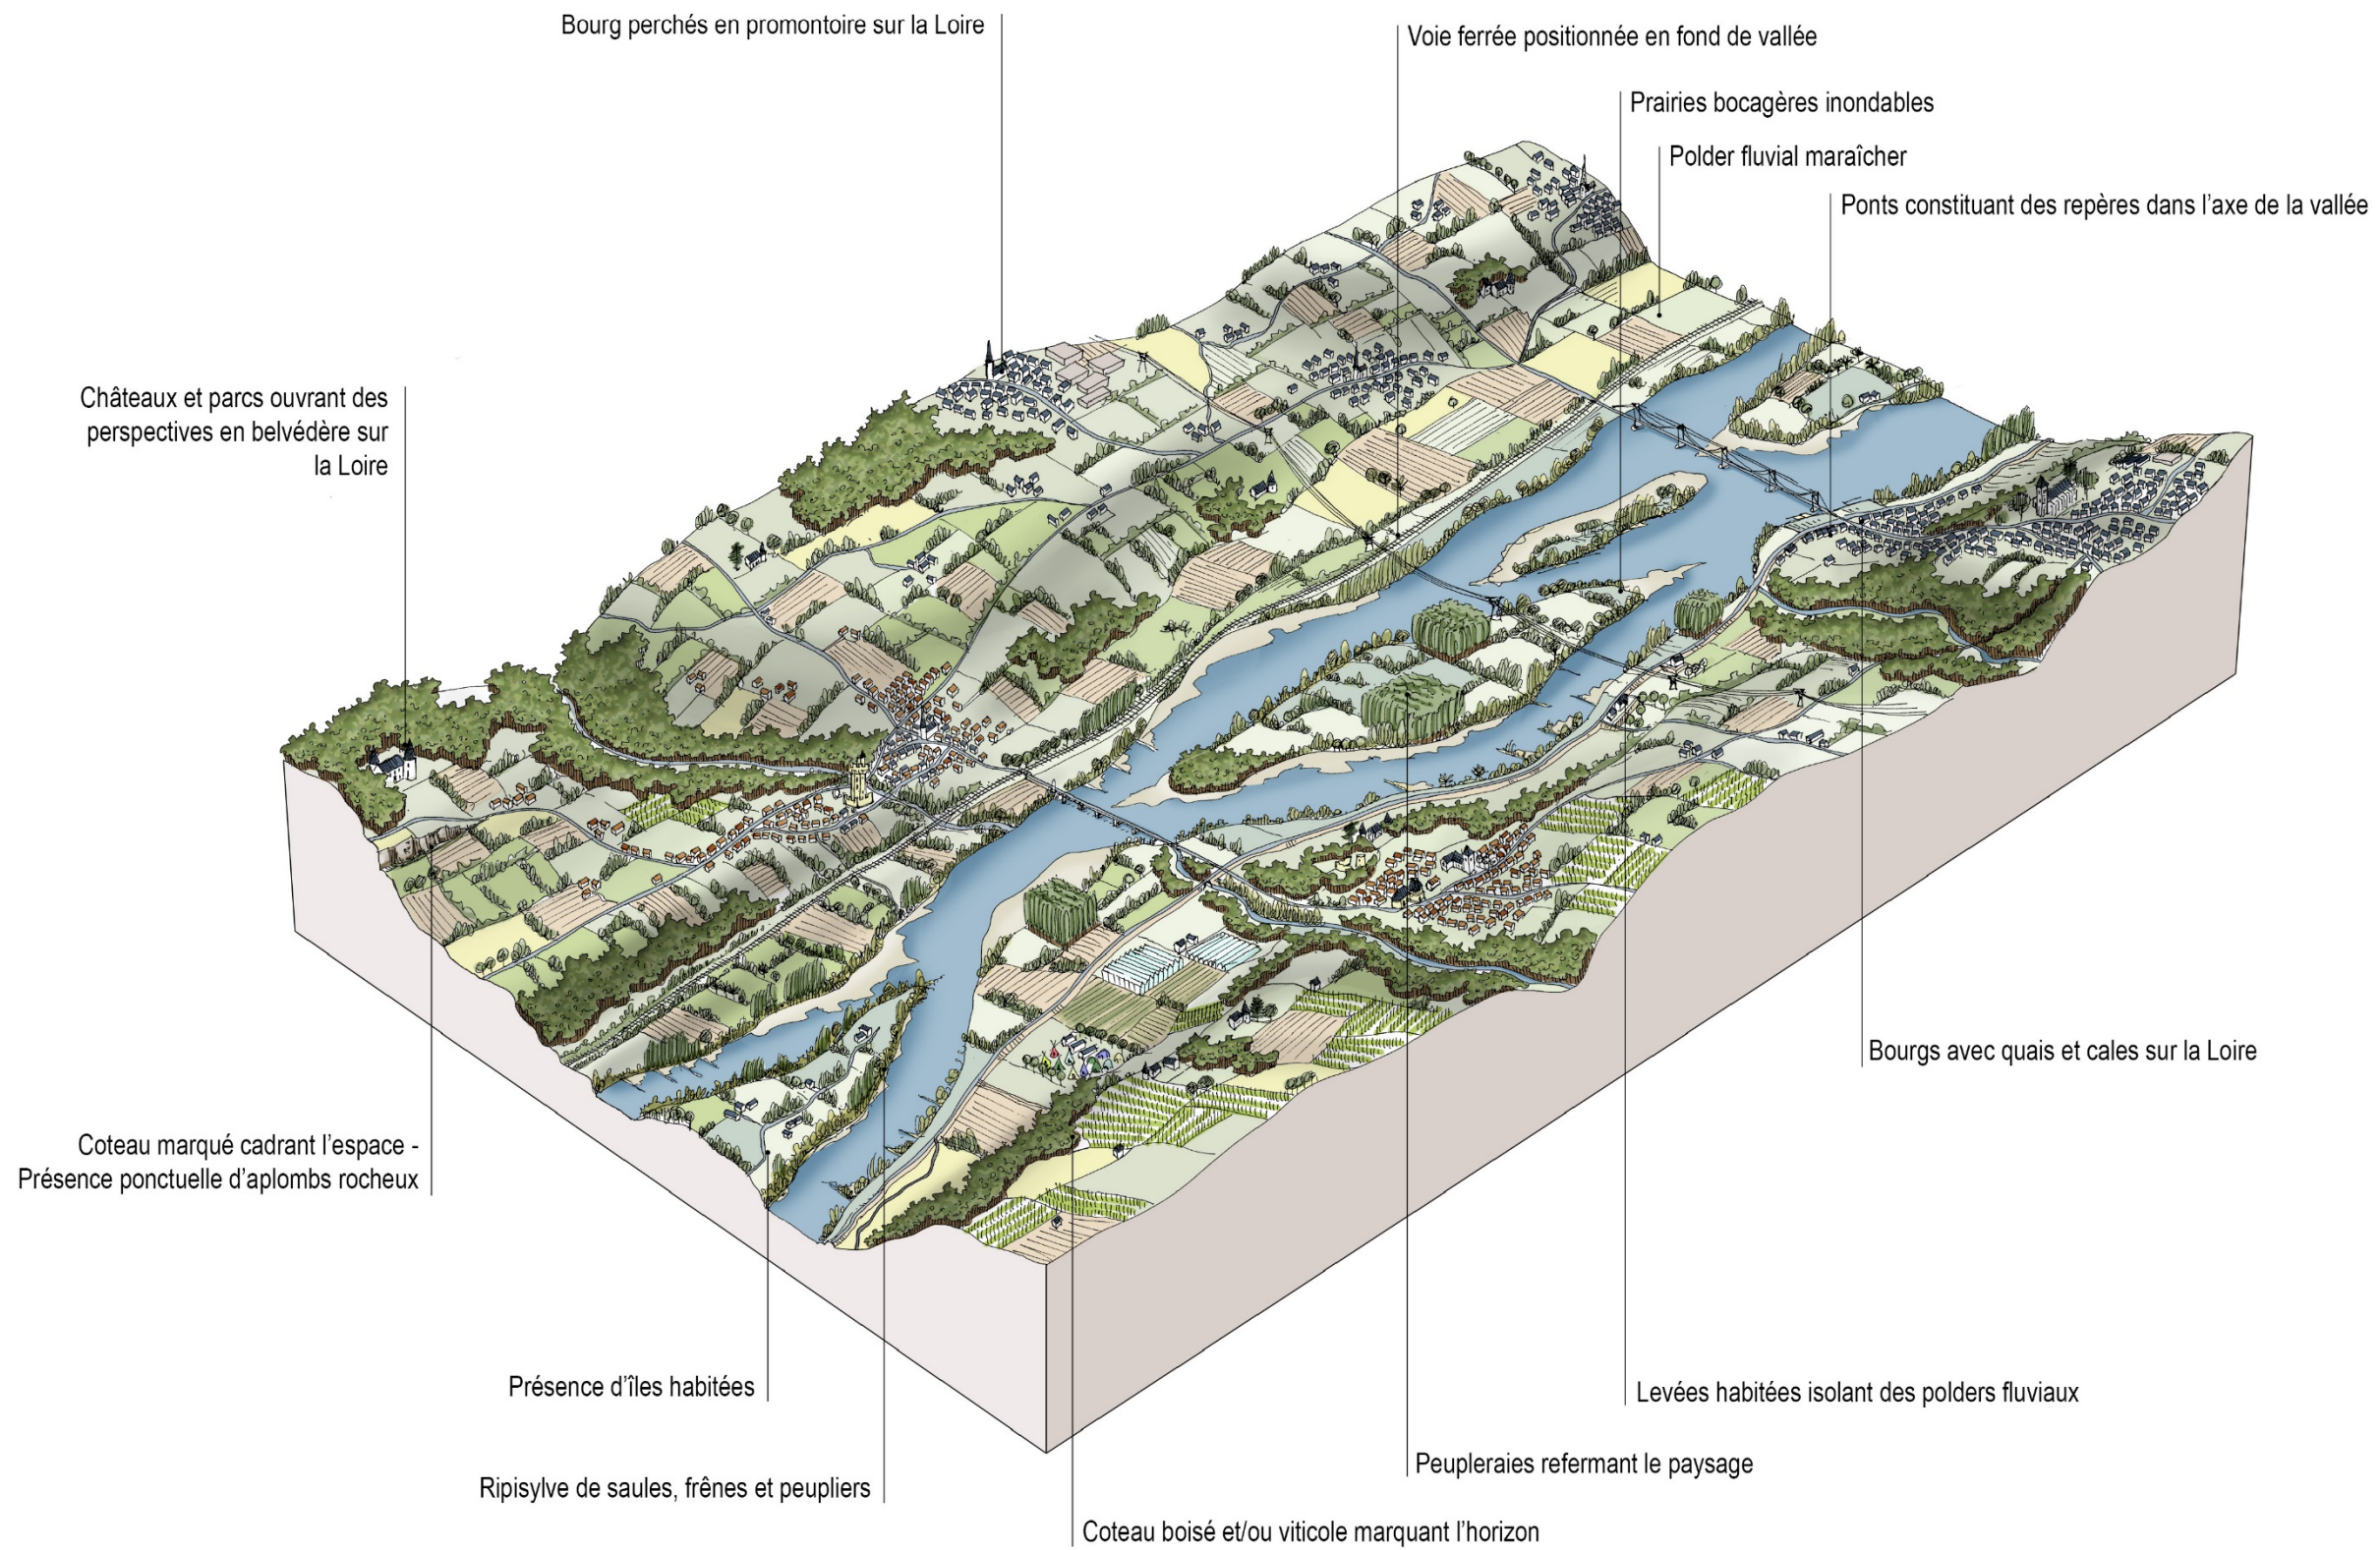 Bourg perchés en promontoire sur la Loire
Voie ferrée positionnée en fond de vallée
Prairies bocagères inondables
Polder fluvial maraîcher
Ponts constituant des repères dans l'axe de la vallée
Châteaux et parcs ouvrant des
perspectives en belvédère sur
la Loire
Bourgs avec quais et cales sur la Loire
Coteau marqué cadrant l'espace -
Présence ponctuelle d'aplombs rocheux
Présence d'îles habitées
Levées habitées isolant des polders fluviaux
Peupleraies refermant le paysage
Ripisylve de saules, frênes et peupliers
Coteau boisé et/ou viticole marquant l'horizon